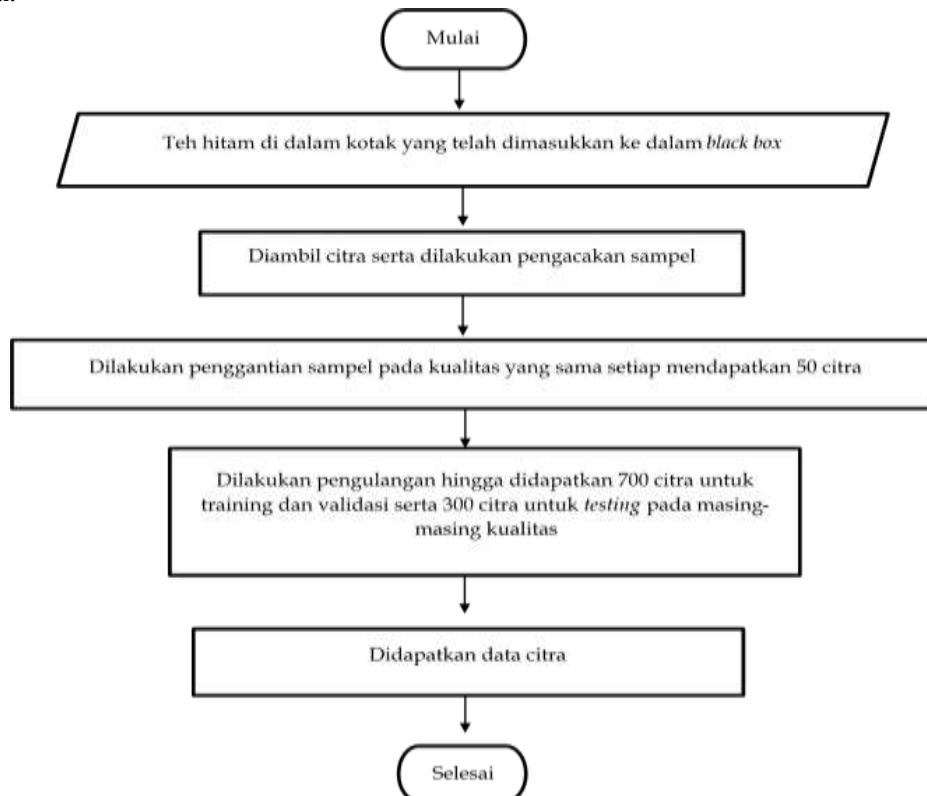 Mulai
Teh hitam di dalam kotak yang telah dimasukkan ke dalam black box
Diambil citra serta dilakukan pengacakan sampel
Dilakukan penggantian sampel pada kualitas yang sama setiap mendapatkan 50 citra
Dilakukan pengulangan hingga didapatkan 700 citra untuk
training dan validasi serta 300 citra untuk testing pada masing-
masing kualitas
Didapatkan data citra
Selesai